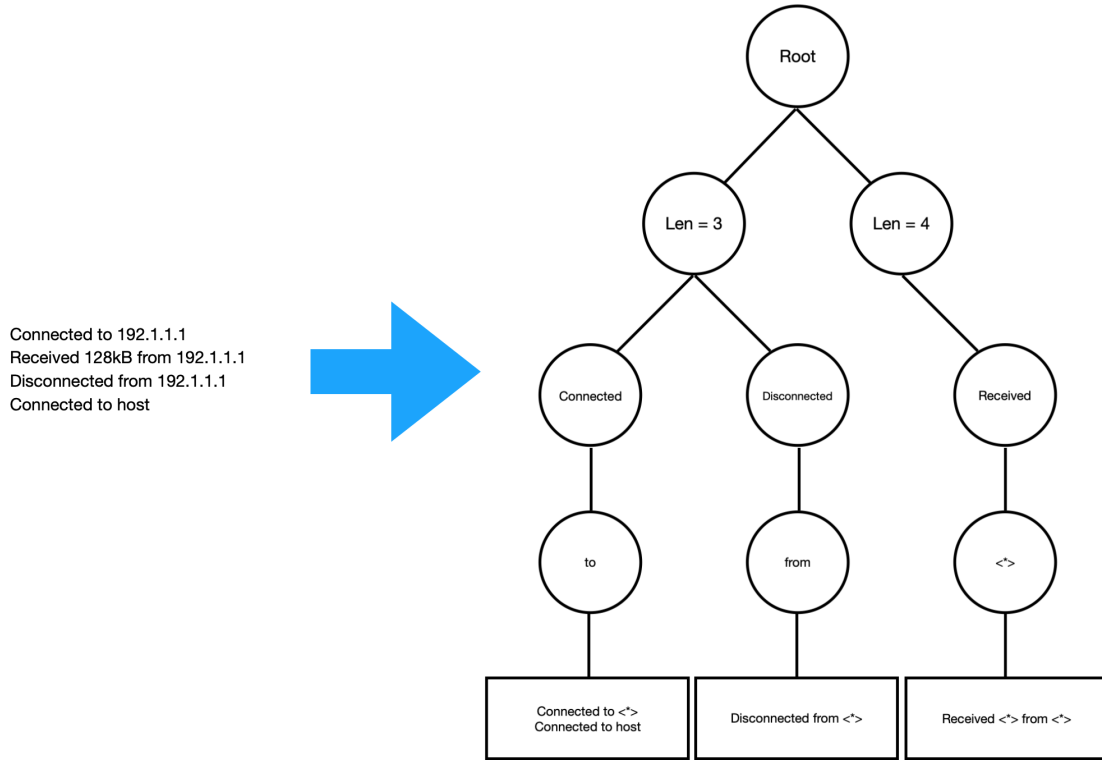 Root
Len = 3
Len = 4
Connected to 192.1.1.1
Received 128kB from 192.1.1.1
Disconnected from 192.1.1.1
Connected to host
Connected
Disconnected
Received
to
from
<*>
Connected to <*>
Connected to host
Disconnected from <*>
Received <*> from <*>